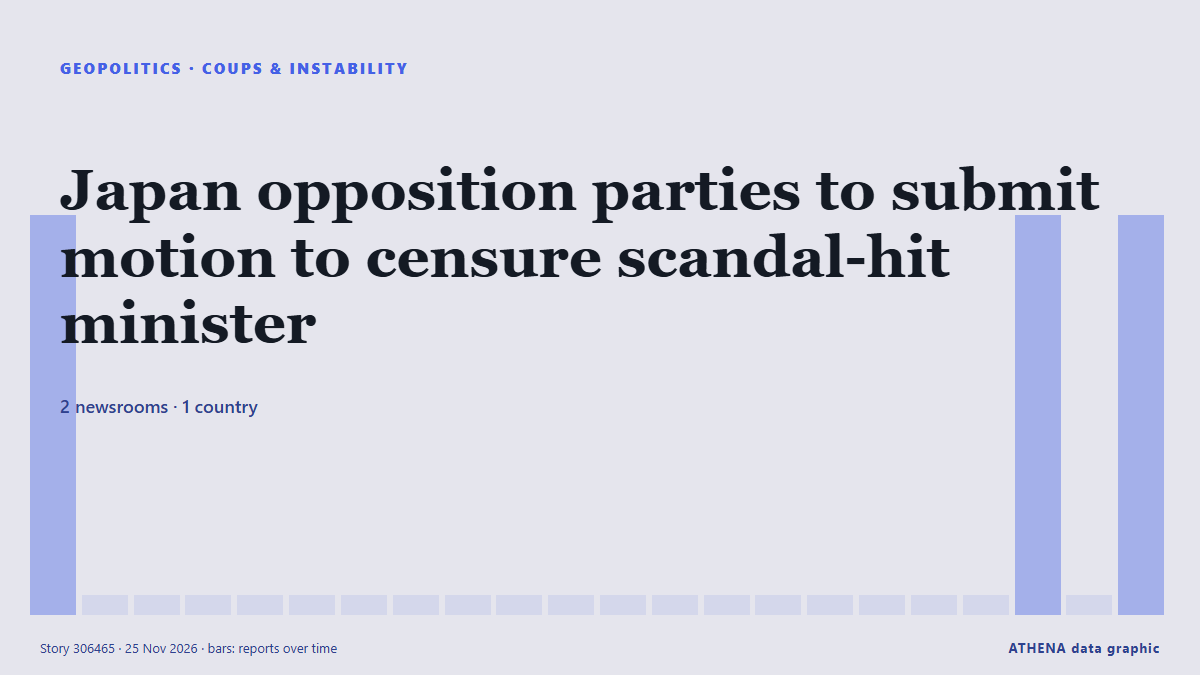 GEOPOLITICS · COUPS & INSTABILITY
Japan opposition parties to submit
motion to censure scandal-hit
minister
2 newsrooms · 1 country
Story 306465 · 25 Nov 2026 · bars: reports over time
ATHENA data graphic